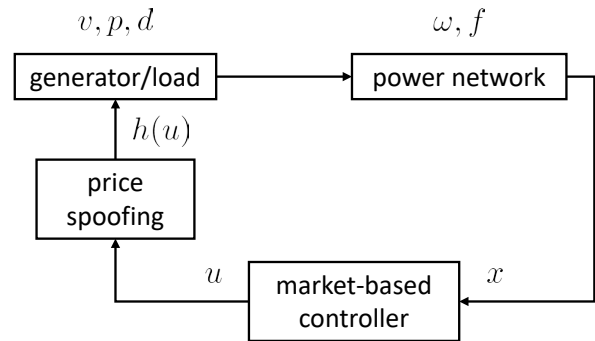 v, p, d
ω, f
generator/load
power network
h(u)
price
spoofing
u
market-based
controller
x